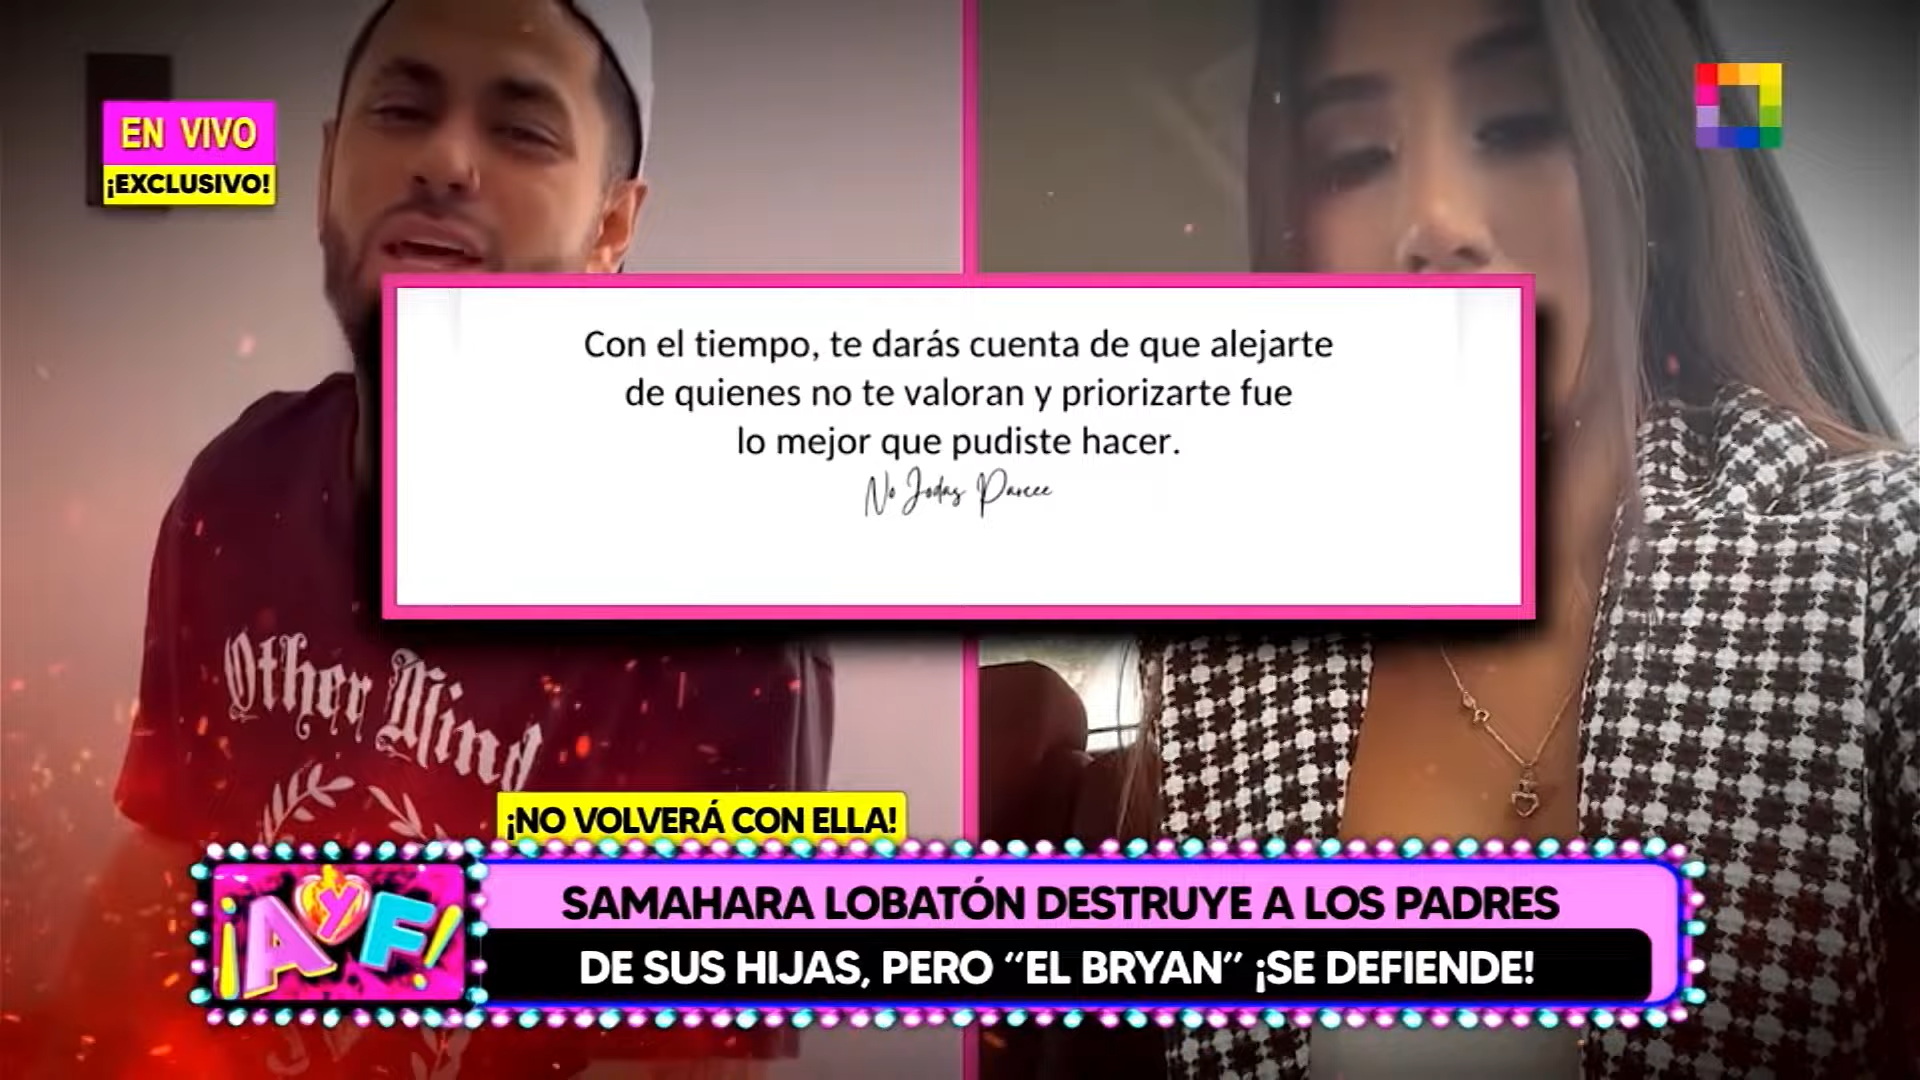 EN VIVO
¡EXCLUSIVO!
Con el tiempo, te darás cuenta de que alejarte
de quienes no te valoran y priorizarte fue
lo mejor que pudiste hacer.
No Jodas Parcee
Other Mind
¡NO VOLVERÁ CON ELLA!
¡AyF!
SAMAHARA LOBATÓN DESTRUYE A LOS PADRES
DE SUS HIJAS, PERO “EL BRYAN” ¡SE DEFIENDE!